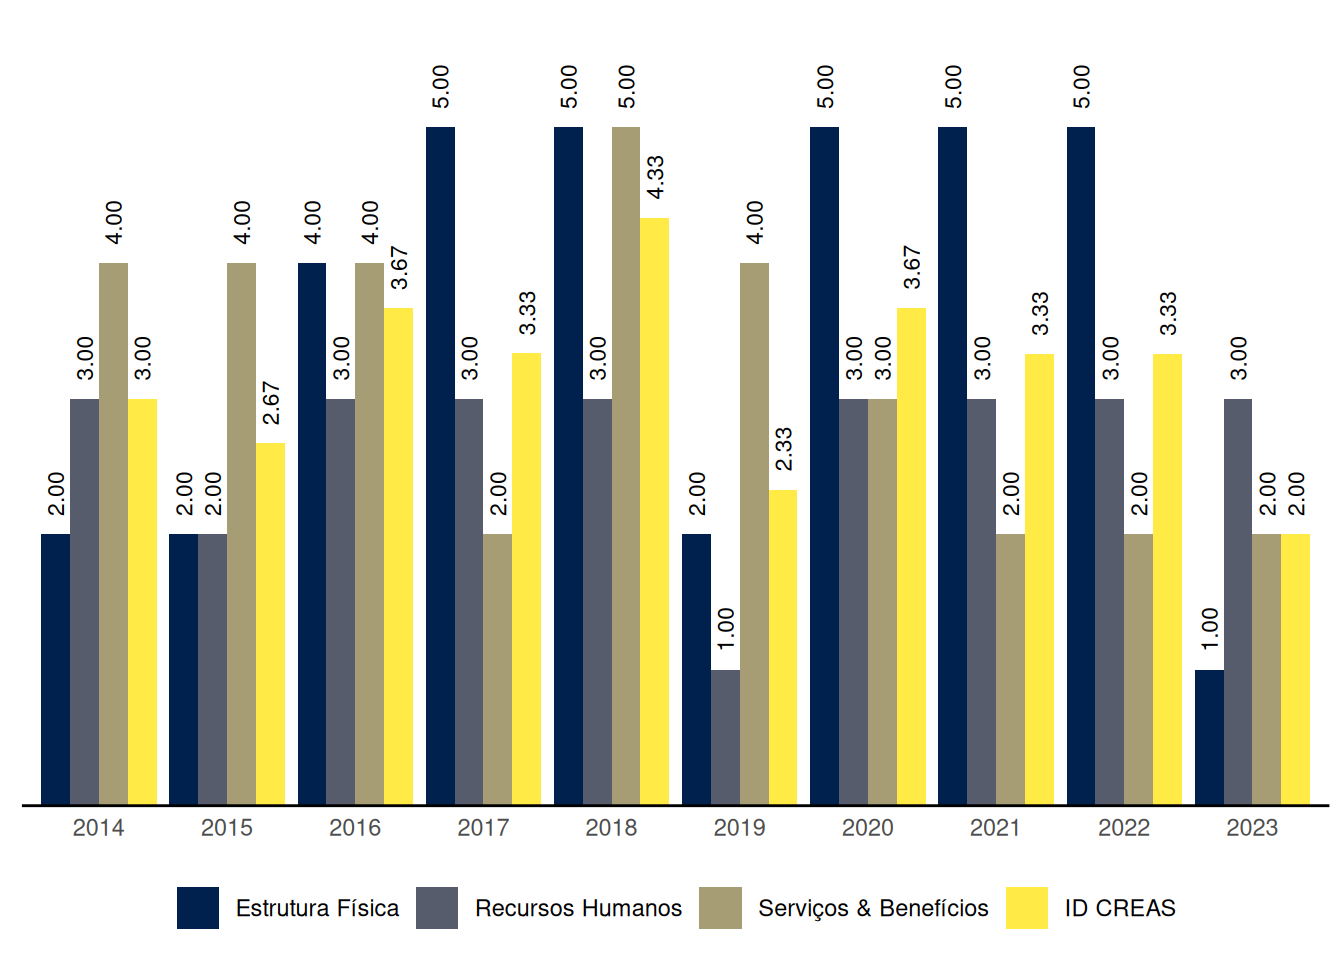 5.00 5.00 5.00 5.00 5.00 5.00
4.33
4.00 4.00 4.00 4.00 4.00
3.67 3.67
3.33 3.33 3.33
3.00 3.00 3.00 3.00 3.00 3.00 3.00 3.00 3.00 3.00
2.67
2.33
2.00 2.00 2.00 2.00 2.00 2.00 2.00 2.00 2.00
1.00 1.00
2014 2015 2016 2017 2018 2019 2020 2021 2022 2023
Estrutura Física Recursos Humanos Serviços & Benefícios ID CREAS